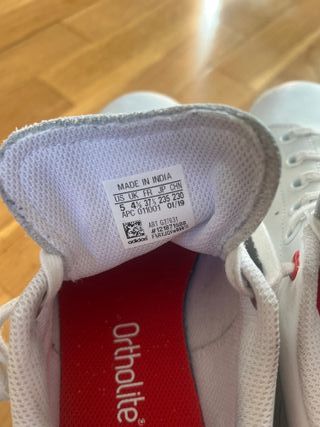 MADE IN INDIA
US UK FR JP CHN
5 4½ 37⅓ 235 230
APC 011001 01/19
ART G27631
adidas
OrthoLite®